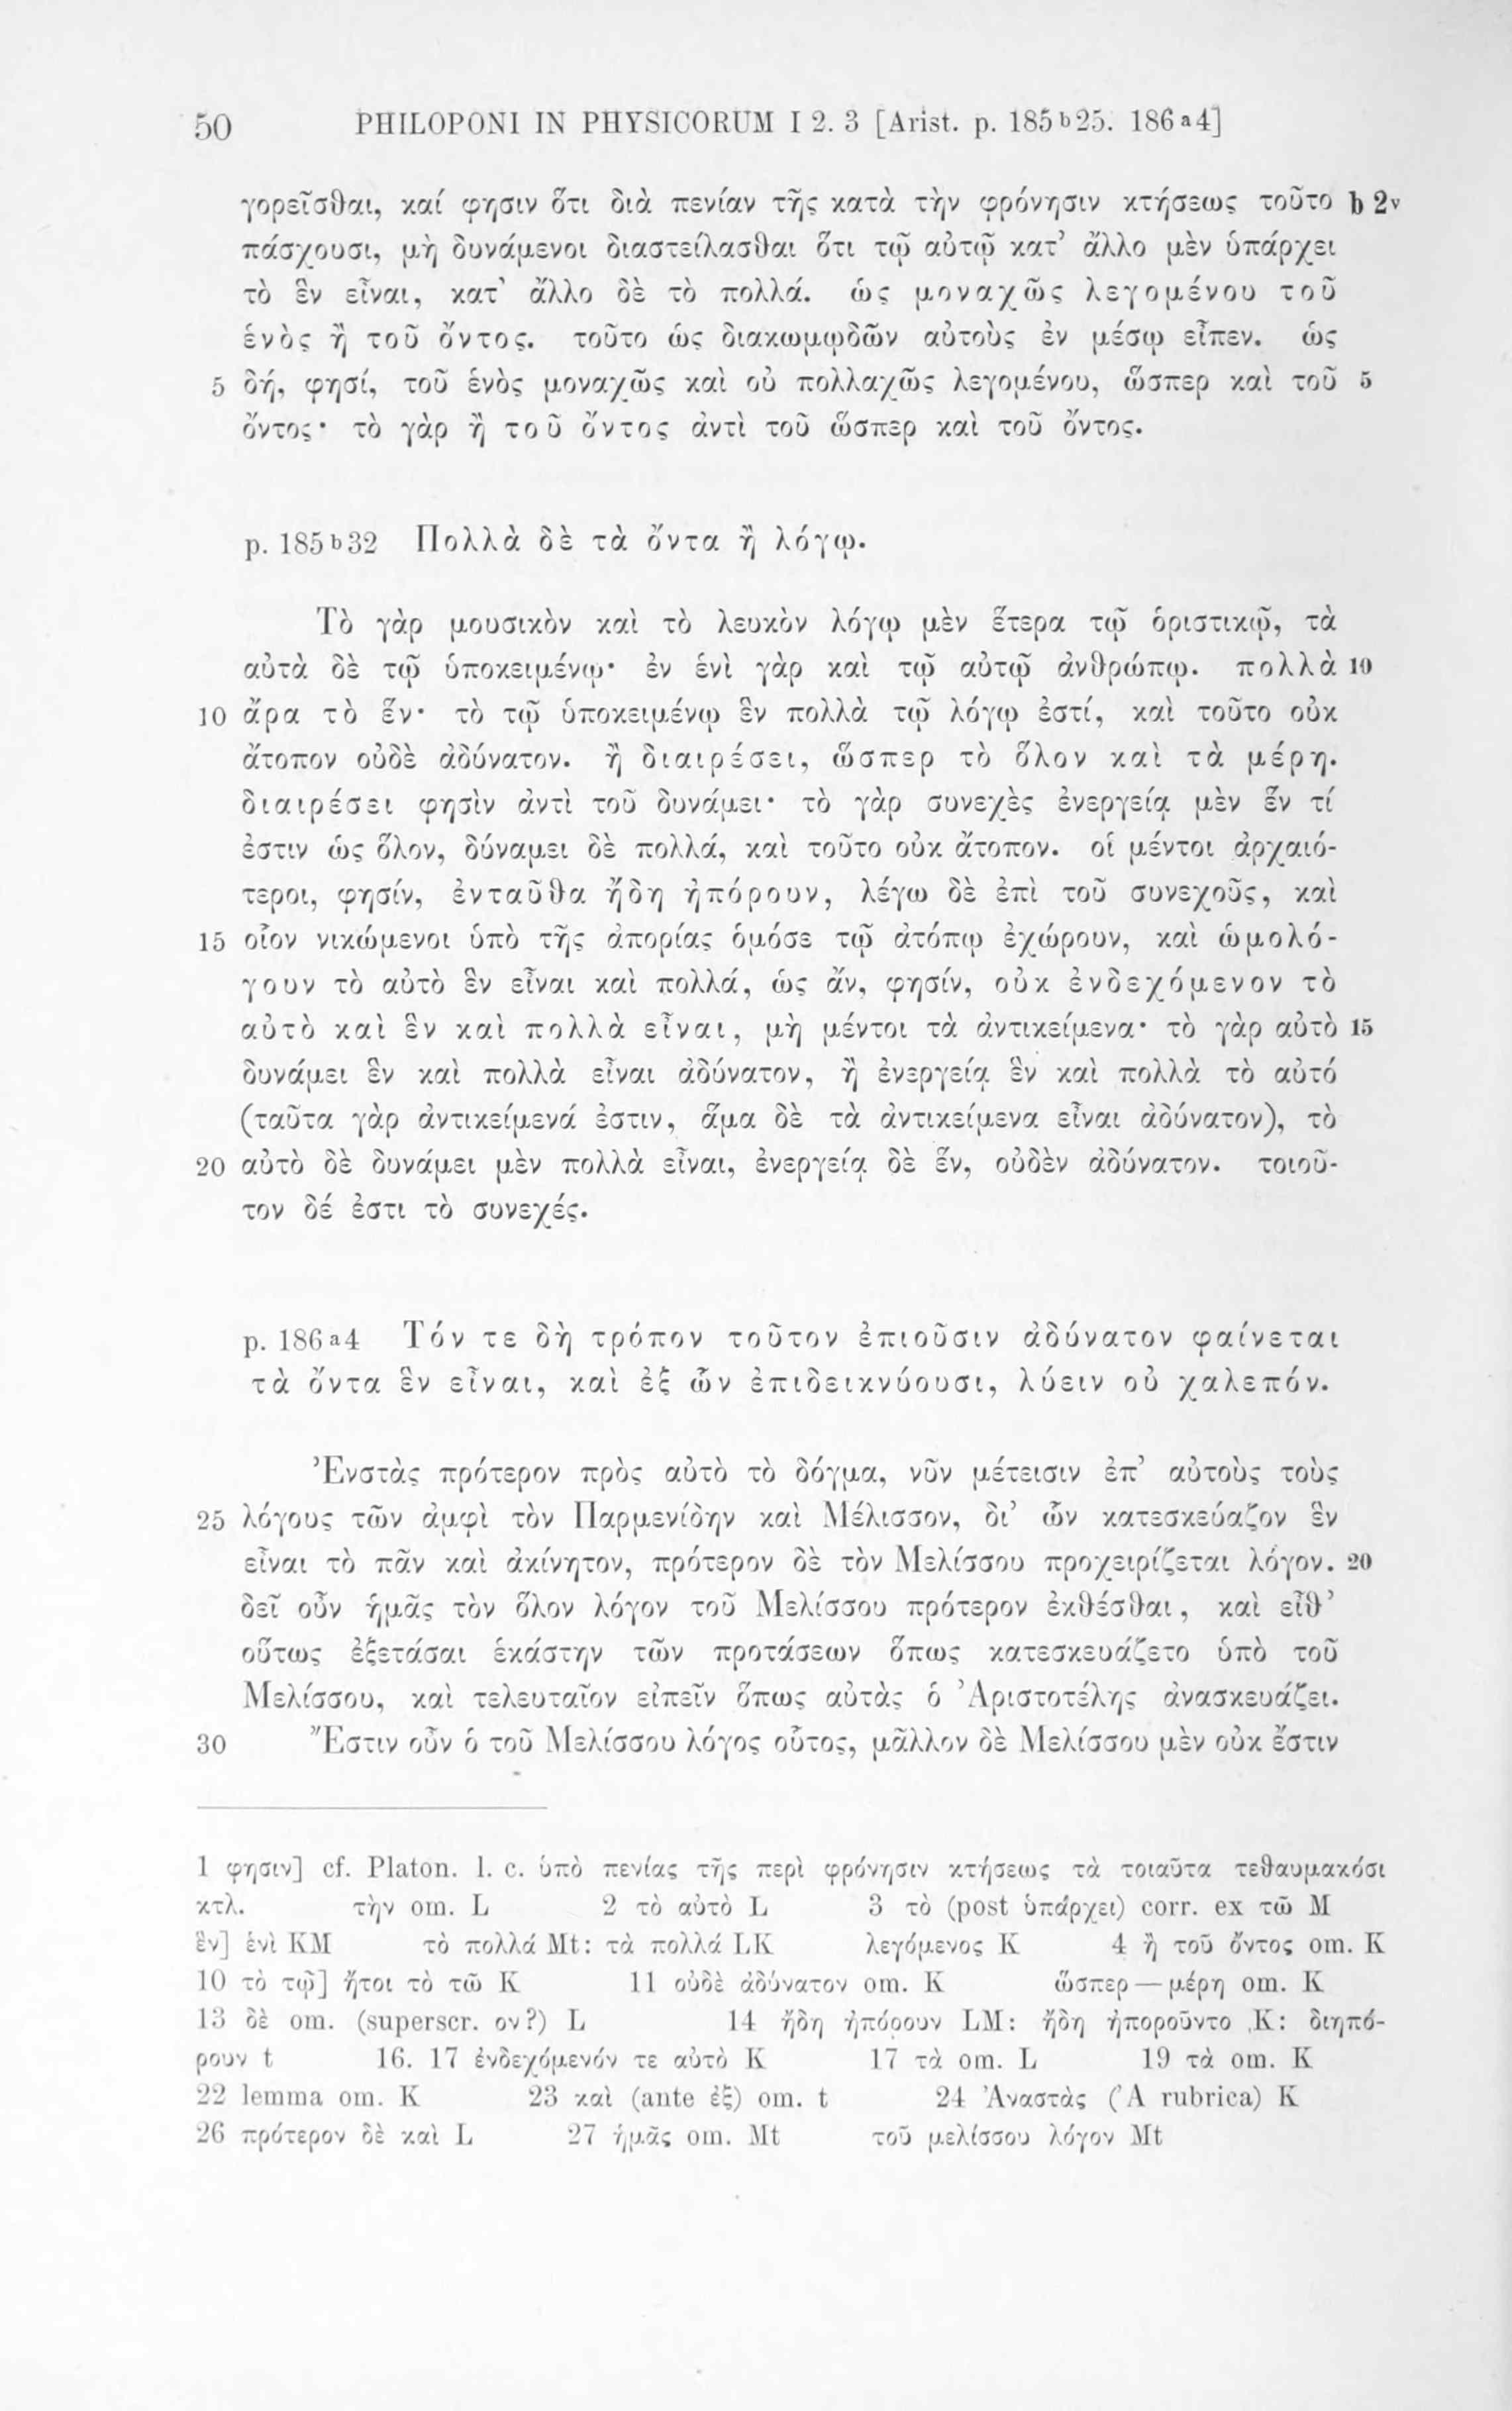 50 PHILOPONI IN PHYSICORUM I 2. 3 [Arist. p. 185 b 25. 186 a 4]
γορεῖσθαι, καί φησιν ὅτι διὰ πενίαν τῆς κατὰ τὴν φρόνησιν κτήσεως τοῦτο b 2v
πάσχουσι, μὴ δυνάμενοι διαστείλασθαι ὅτι τῷ αὐτῷ κατ’ ἄλλο μὲν ὑπάρχει
τὸ ἓν εἶναι, κατ’ ἄλλο δὲ τὸ πολλά. ὡς μοναχῶς λεγομένου τοῦ
ἑνὸς ἢ τοῦ ὄντος. τοῦτο ὡς διακωμῳδῶν αὐτοὺς ἐν μέσῳ εἶπεν. ὡς
5 δή, φησί, τοῦ ἑνὸς μοναχῶς καὶ οὐ πολλαχῶς λεγομένου, ὥσπερ καὶ τοῦ 5
ὄντος· τὸ γὰρ ἢ τοῦ ὄντος ἀντὶ τοῦ ὥσπερ καὶ τοῦ ὄντος.
p. 185 b 32 Πολλὰ δὲ τὰ ὄντα ἢ λόγῳ.
Τὸ γὰρ μουσικὸν καὶ τὸ λευκὸν λόγῳ μὲν ἕτερα τῷ ὁριστικῷ, τὰ
αὐτὰ δὲ τῷ ὑποκειμένῳ· ἐν ἑνὶ γὰρ καὶ τῷ αὐτῷ ἀνθρώπῳ. πολλὰ 10
10 ἄρα τὸ ἕν· τὸ τῷ ὑποκειμένῳ ἓν πολλὰ τῷ λόγῳ ἐστί, καὶ τοῦτο οὐκ
ἄτοπον οὐδὲ ἀδύνατον. ἢ διαιρέσει, ὥσπερ τὸ ὅλον καὶ τὰ μέρη.
διαιρέσει φησὶν ἀντὶ τοῦ δυνάμει· τὸ γὰρ συνεχὲς ἐνεργείᾳ μὲν ἕν τί
ἐστιν ὡς ὅλον, δύναμει δὲ πολλά, καὶ τοῦτο οὐκ ἄτοπον. οἱ μέντοι ἀρχαιό-
τεροι, φησίν, ἐνταῦθα ἤδη ἠπόρουν, λέγω δὲ ἐπὶ τοῦ συνεχοῦς, καὶ
15 οἷον νικώμενοι ὑπὸ τῆς ἀπορίας ὁμόσε τῷ ἀτόπῳ ἐχώρουν, καὶ ὡμολό-
γουν τὸ αὐτὸ ἓν εἶναι καὶ πολλά, ὡς ἄν, φησίν, οὐκ ἐνδεχόμενον τὸ
αὐτὸ καὶ ἓν καὶ πολλὰ εἶναι, μὴ μέντοι τὰ ἀντικείμενα· τὸ γὰρ αὐτὸ 15
δυνάμει ἓν καὶ πολλὰ εἶναι ἀδύνατον, ἢ ἐνεργείᾳ ἓν καὶ πολλὰ τὸ αὐτό
(ταῦτα γὰρ ἀντικείμενά ἐστιν, ἅμα δὲ τὰ ἀντικείμενα εἶναι ἀδύνατον), τὸ
20 αὐτὸ δὲ δυνάμει μὲν πολλὰ εἶναι, ἐνεργείᾳ δὲ ἕν, οὐδὲν ἀδύνατον. τοιοῦ-
τον δέ ἐστι τὸ συνεχές.
p. 186 a 4 Τόν τε δὴ τρόπον τοῦτον ἐπιοῦσιν ἀδύνατον φαίνεται
τὰ ὄντα ἓν εἶναι, καὶ ἐξ ὧν ἐπιδεικνύουσι, λύειν οὐ χαλεπόν.
Ἐνστὰς πρότερον πρὸς αὐτὸ τὸ δόγμα, νῦν μέτεισιν ἐπ’ αὐτοὺς τοὺς
25 λόγους τῶν ἀμφὶ τὸν Παρμενίδην καὶ Μέλισσον, δι’ ὧν κατεσκεύαζον ἓν
εἶναι τὸ πᾶν καὶ ἀκίνητον, πρότερον δὲ τὸν Μελίσσου προχειρίζεται λόγον. 20
δεῖ οὖν ἡμᾶς τὸν ὅλον λόγον τοῦ Μελίσσου πρότερον ἐκθέσθαι, καὶ εἶθ’
οὕτως ἐξετάσαι ἑκάστην τῶν προτάσεων ὅπως κατεσκευάζετο ὑπὸ τοῦ
Μελίσσου, καὶ τελευταῖον εἰπεῖν ὅπως αὐτὰς ὁ Ἀριστοτέλης ἀνασκευάζει.
30 Ἔστιν οὖν ὁ τοῦ Μελίσσου λόγος οὗτος, μᾶλλον δὲ Μελίσσου μὲν οὐκ ἔστιν
1 φησιν] cf. Platon. l. c. ὑπὸ πενίας τῆς περὶ φρόνησιν κτήσεως τὰ τοιαῦτα τεθαυμακόσι
κτλ. τὴν om. L 2 τὸ αὐτὸ L 3 τὸ (post ὑπάρχει) corr. ex τῶ M
ἓν] ἑνὶ KM τὸ πολλά Mt: τὰ πολλά LK λεγόμενος K 4 ἢ τοῦ ὄντος om. K
10 τὸ τῷ] ἤτοι τὸ τῶ K 11 οὐδὲ ἀδύνατον om. K ὥσπερ — μέρη om. K
13 δὲ om. (superscr. ον?) L 14 ἤδη ἠπόρουν LM: ἤδη ἠποροῦντο K: διηπό-
ρουν t 16. 17 ἐνδεχόμενόν τε αὐτὸ K 17 τὰ om. L 19 τὰ om. K
22 lemma om. K 23 καὶ (ante ἐξ) om. t 24 Ἀναστὰς (Ἀ rubrica) K
26 πρότερον δὲ καὶ L 27 ἡμᾶς om. Mt τοῦ μελίσσου λόγον Mt